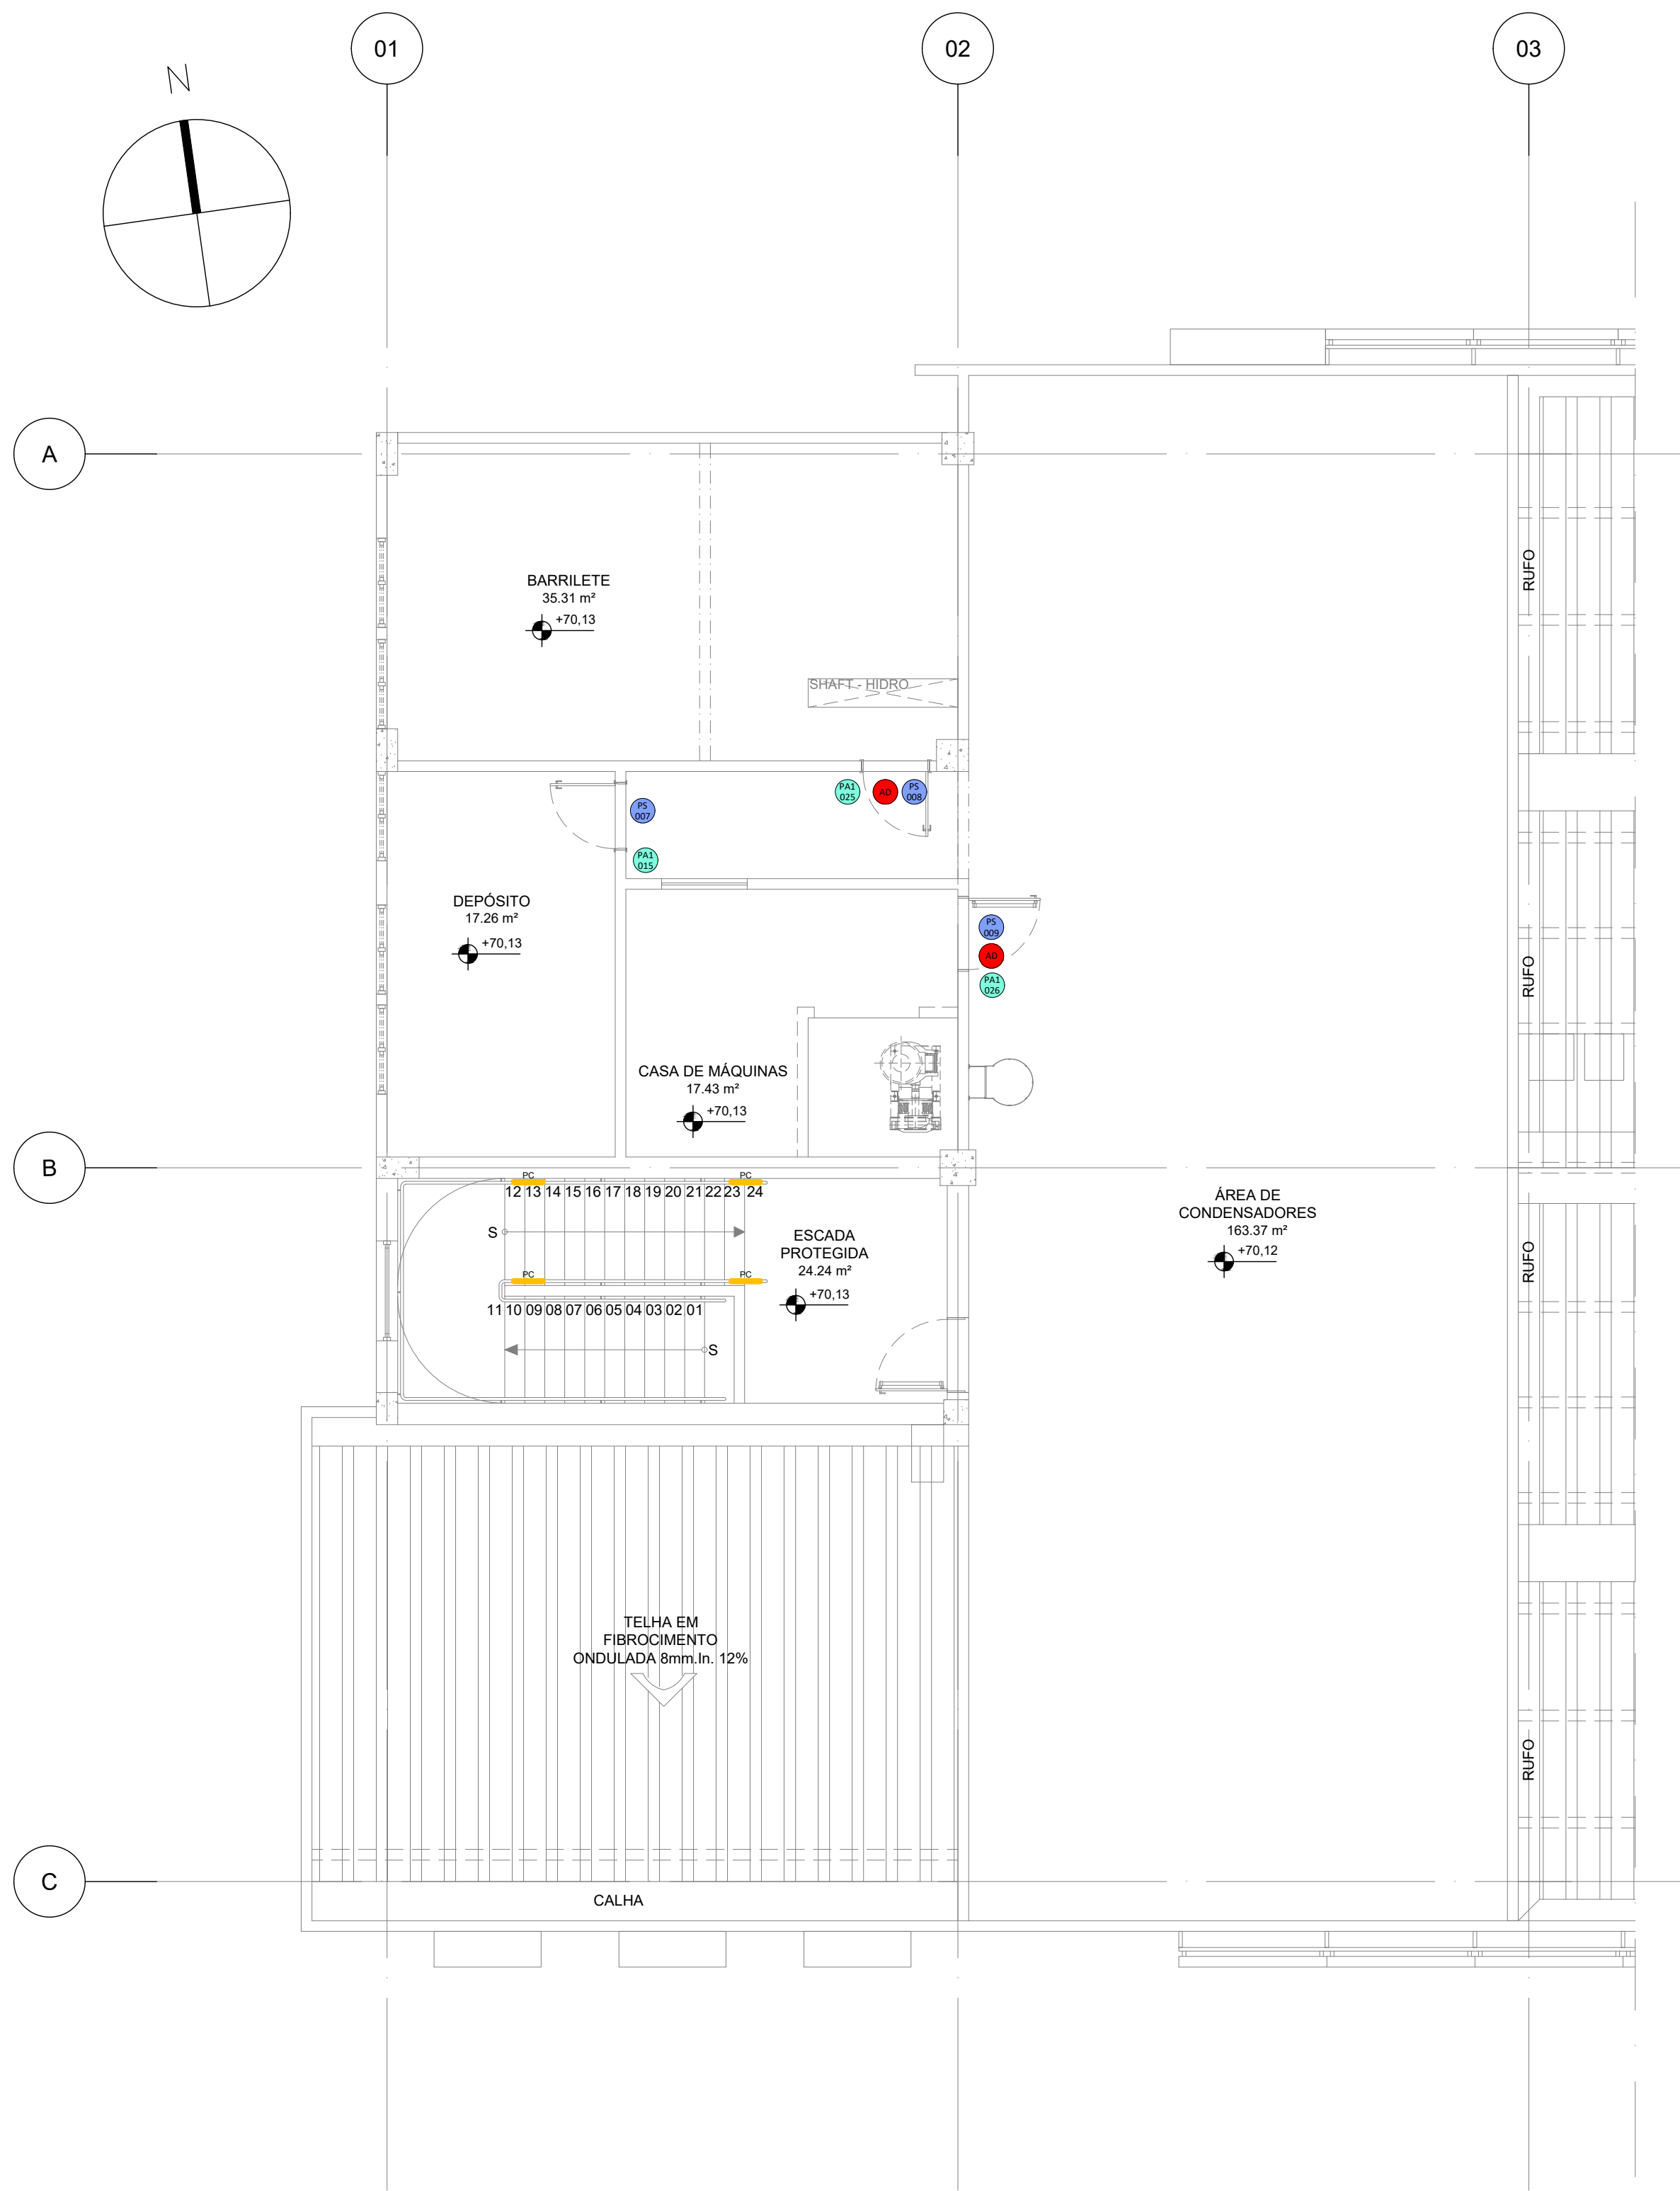 01
02
03
N
A
BARRILETE
35.31 m²
+70,13
RUFO
SHAFT - HIDRO
PA1
025
AD
PS
008
PS
007
PA1
015
DEPÓSITO
17.26 m²
+70,13
PS
009
AD
PA1
026
RUFO
CASA DE MÁQUINAS
17.43 m²
+70,13
B
PC
PC
12 13 14 15 16 17 18 19 20 21 22 23 24
S
ESCADA
PROTEGIDA
24.24 m²
+70,13
ÁREA DE
CONDENSADORES
163.37 m²
+70,12
RUFO
PC
PC
11 10 09 08 07 06 05 04 03 02 01
S
TELHA EM
FIBROCIMENTO
ONDULADA 8mm.In. 12%
RUFO
C
CALHA